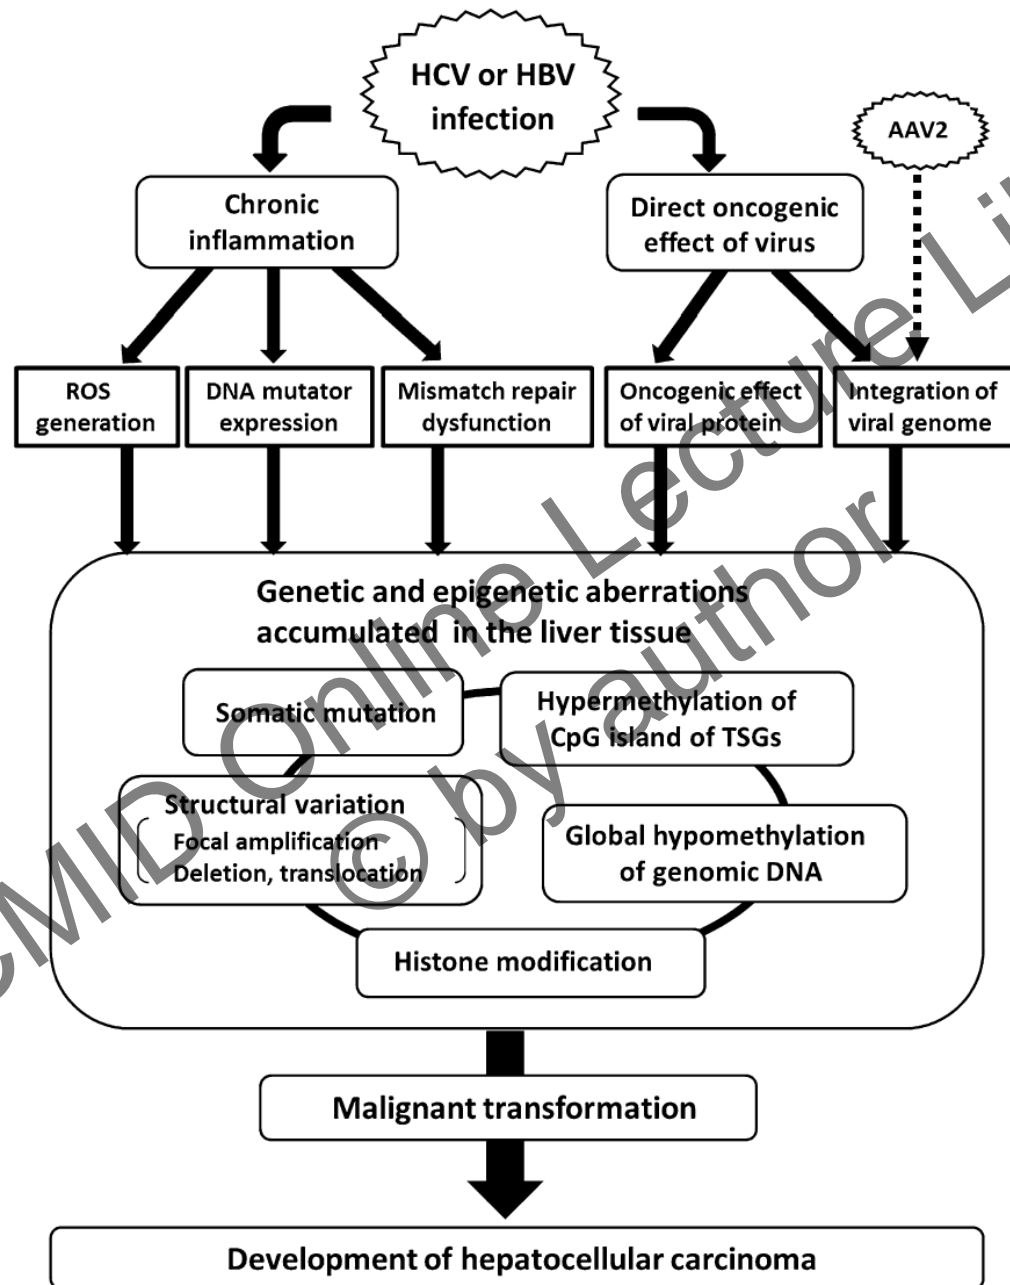 HCV or HBV
infection
AAV2
Chronic
inflammation
Direct oncogenic
effect of virus
ROS
generation
DNA mutator
expression
Mismatch repair
dysfunction
Oncogenic effect
of viral protein
Integration of
viral genome
Genetic and epigenetic aberrations
accumulated in the liver tissue
Somatic mutation
Hypermethylation of
CpG island of TSGs
Structural variation
Focal amplification
Deletion, translocation
Global hypomethylation
of genomic DNA
Histone modification
Malignant transformation
Development of hepatocellular carcinoma
Online Lecture
© by author